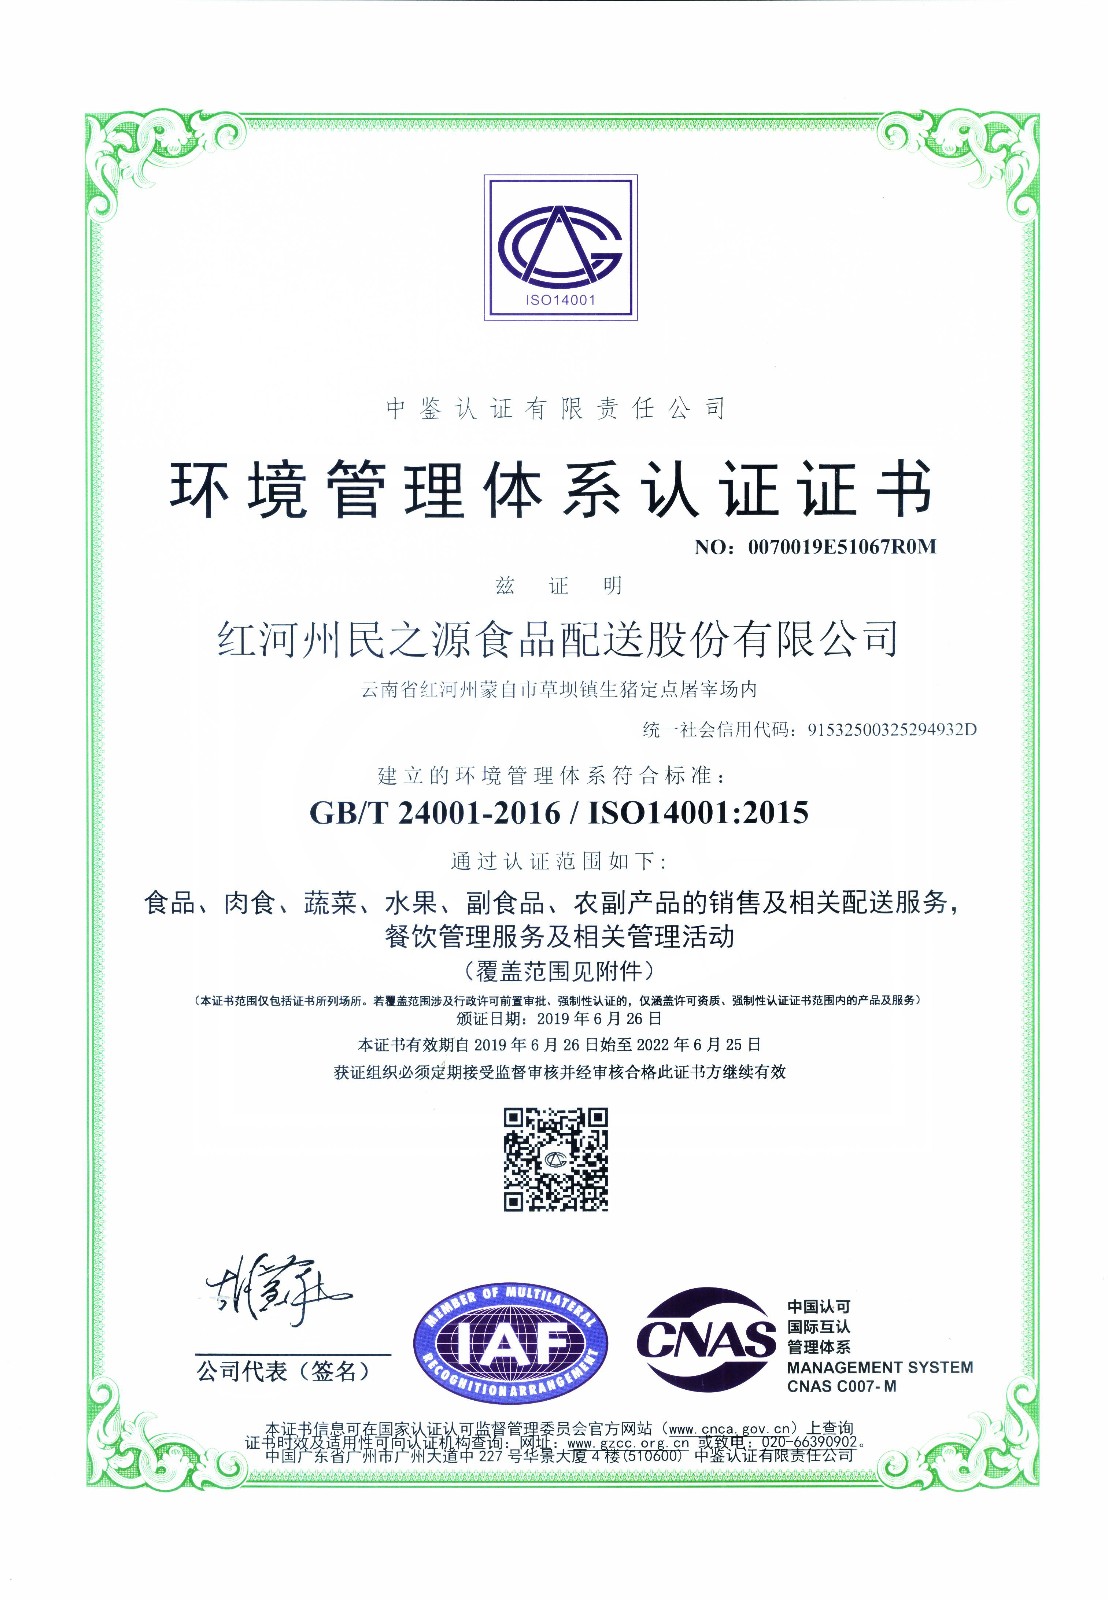 ISO14001
中鉴认证有限责任公司
环境管理体系认证证书
NO：0070019E51067R0M
兹证明
红河州民之源食品配送股份有限公司
云南省红河州蒙自市草坝镇生猪定点屠宰场内
统一社会信用代码：91532500325294932D
建立的环境管理体系符合标准：
GB/T 24001-2016 / ISO14001:2015
通过认证范围如下：
食品、肉食、蔬菜、水果、副食品、农副产品的销售及相关配送服务，
餐饮管理服务及相关管理活动
（覆盖范围见附件）
（本证书范围仅包括证书所列场所。若覆盖范围涉及行政许可前置审批、强制性认证的，仅涵盖许可资质、强制性认证证书范围内的产品及服务）
颁证日期：2019 年 6 月 26 日
本证书有效期自 2019 年 6 月 26 日始至 2022 年 6 月 25 日
获证组织必须定期接受监督审核并经审核合格此证书方继续有效
公司代表（签名）
MEMBER OF MULTILATERAL
IAF
RECOGNITION ARRANGEMENT
CNAS
中国认可
国际互认
管理体系
MANAGEMENT SYSTEM
CNAS C007-M
本证书信息可在国家认证认可监督管理委员会官方网站（www.cnca.gov.cn）上查询
证书时效及适用性可向认证机构查询：网址：www.gzcc.org.cn 或致电：020-66390902。
中国广东省广州市广州大道中 227 号华景大厦 4 楼(510600) 中鉴认证有限责任公司